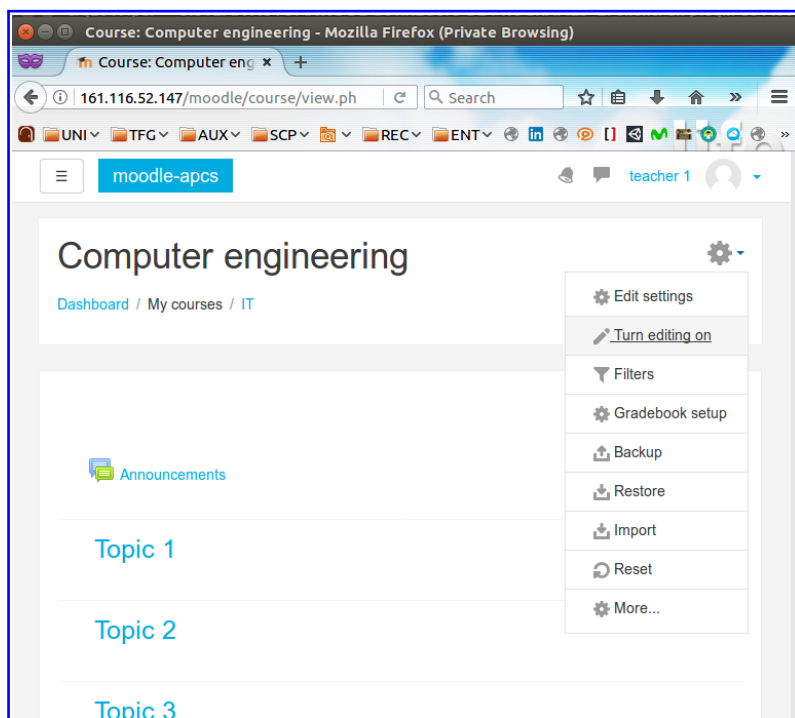 Course: Computer engineering - Mozilla Firefox (Private Browsing)
Course: Computer eng
161.116.52.147/moodle/course/view.ph
Search
UNI
TFG
AUX
SCP
REC
ENT
moodle-apcs
teacher 1
Computer engineering
Dashboard / My courses / IT
Edit settings
Turn editing on
Filters
Gradebook setup
Backup
Restore
Import
Reset
More...
Announcements
Topic 1
Topic 2
Topic 3